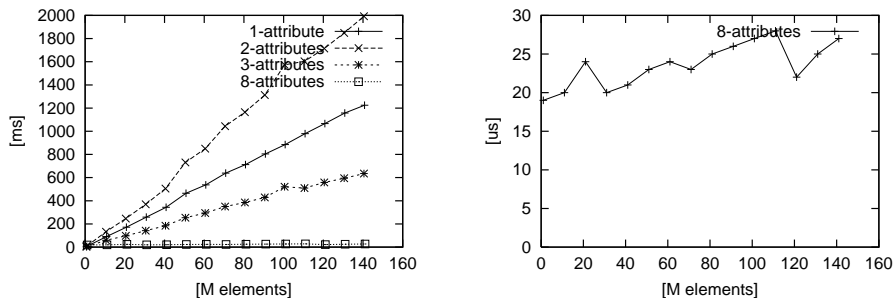 2000
1800
1600
1400
1200
1000
800
600
400
200
0
[ms]
1-attribute
2-attributes
3-attributes
8-attributes
0 20 40 60 80 100 120 140 160
[M elements]
30
25
20
15
10
5
0
[us]
8-attributes
0 20 40 60 80 100 120 140 160
[M elements]